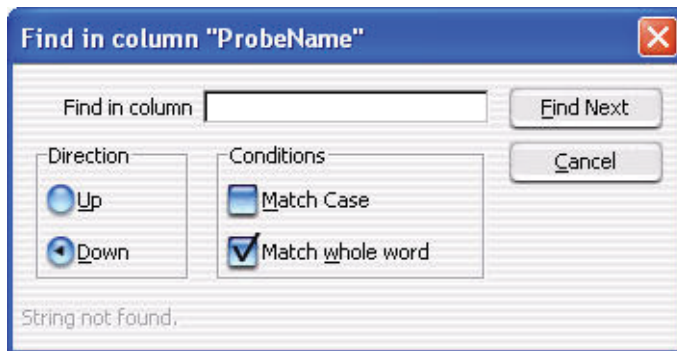 Find in column "ProbeName"
Find in column
Find Next
Direction
Conditions
Cancel
Up
Match Case
Down
Match whole word
String not found.